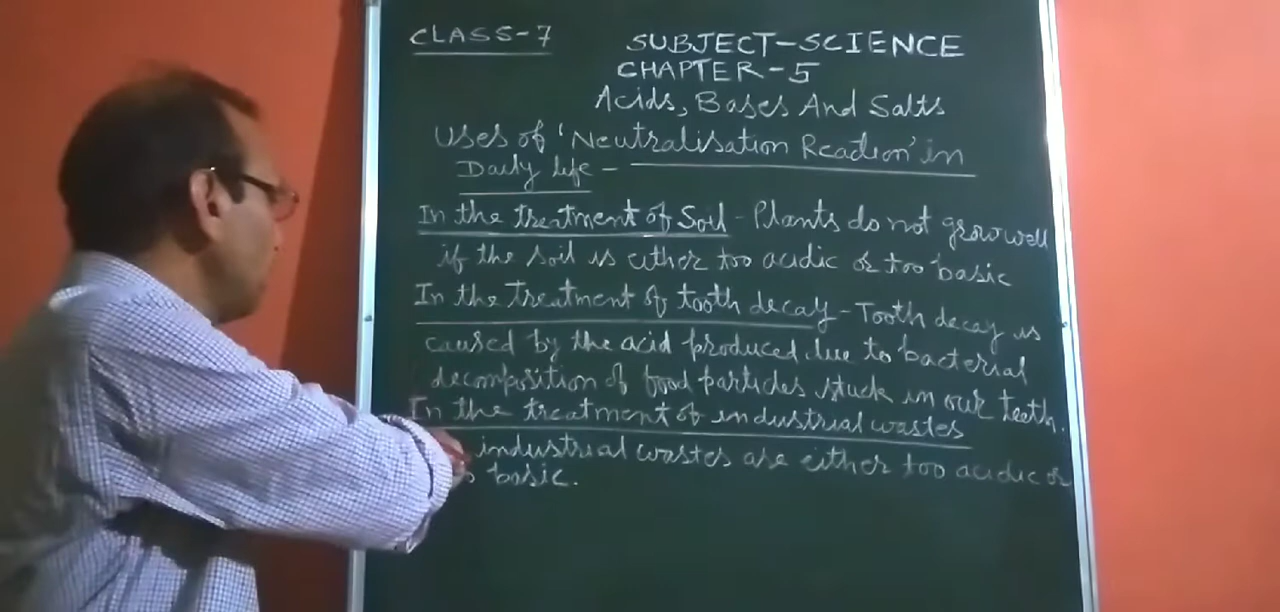 CLASS-7
SUBJECT-SCIENCE
CHAPTER-5
Acids, Bases And Salts
Uses of 'Neutralisation Reaction' in
Daily life -
In the treatment of Soil - Plants do not grow well
if the soil is either too acidic or too basic
In the treatment of tooth decay - Tooth decay is
caused by the acid produced due to bacterial
decomposition of food particles stuck in our teeth.
In the treatment of industrial wastes
industrial wastes are either too acidic or
basic.